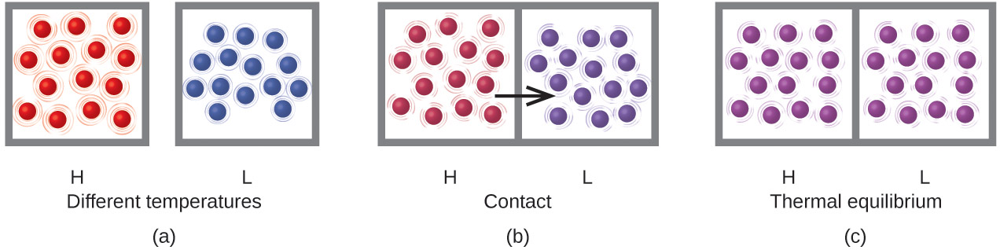 H L
Different temperatures
(a)
H L
Contact
(b)
H L
Thermal equilibrium
(c)